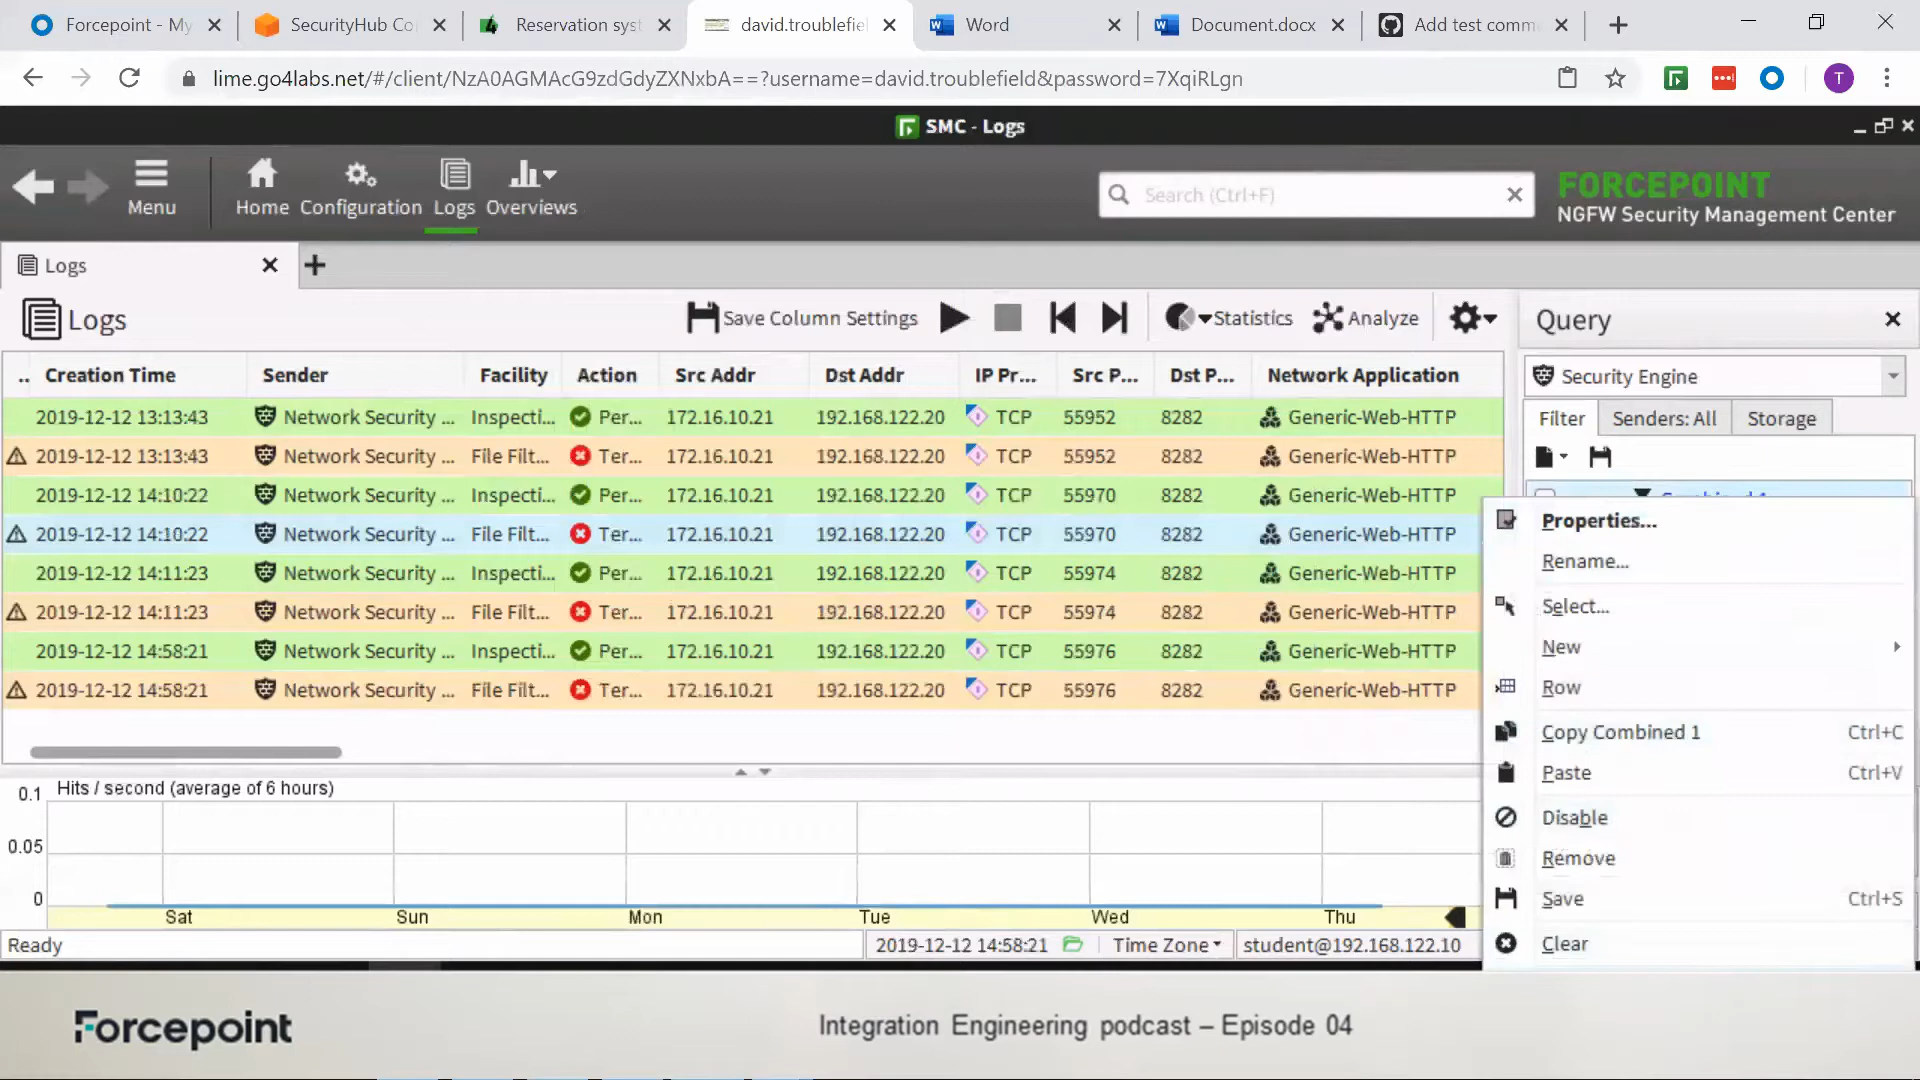 Forcepoint - My
SecurityHub Co
Reservation syst
david.troublefiel
Word
Document.docx
Add test comme
lime.go4labs.net/#/client/NzA0AGMAcG9zdGdyZXNxbA==?username=david.troublefield&password=7XqiRLgn
T
SMC - Logs
Menu
Home
Configuration
Logs
Overviews
Search (Ctrl+F)
FORCEPOINT
NGFW Security Management Center
Logs
Logs
Save Column Settings
Statistics
Analyze
Query
.. Creation Time Sender Facility Action Src Addr Dst Addr IP Pr... Src P... Dst P... Network Application
2019-12-12 13:13:43 Network Security ... Inspecti... Per... 172.16.10.21 192.168.122.20 TCP 55952 8282 Generic-Web-HTTP
2019-12-12 13:13:43 Network Security ... File Filt... Ter... 172.16.10.21 192.168.122.20 TCP 55952 8282 Generic-Web-HTTP
2019-12-12 14:10:22 Network Security ... Inspecti... Per... 172.16.10.21 192.168.122.20 TCP 55970 8282 Generic-Web-HTTP
2019-12-12 14:10:22 Network Security ... File Filt... Ter... 172.16.10.21 192.168.122.20 TCP 55970 8282 Generic-Web-HTTP
2019-12-12 14:11:23 Network Security ... Inspecti... Per... 172.16.10.21 192.168.122.20 TCP 55974 8282 Generic-Web-HTTP
2019-12-12 14:11:23 Network Security ... File Filt... Ter... 172.16.10.21 192.168.122.20 TCP 55974 8282 Generic-Web-HTTP
2019-12-12 14:58:21 Network Security ... Inspecti... Per... 172.16.10.21 192.168.122.20 TCP 55976 8282 Generic-Web-HTTP
2019-12-12 14:58:21 Network Security ... File Filt... Ter... 172.16.10.21 192.168.122.20 TCP 55976 8282 Generic-Web-HTTP
Security Engine
Filter
Senders: All
Storage
Properties...
Rename...
Select...
New
Row
Copy Combined 1 Ctrl+C
Paste Ctrl+V
Disable
Remove
Save Ctrl+S
Clear
Hits / second (average of 6 hours)
0.1
0.05
0
Sat Sun Mon Tue Wed Thu
Ready
2019-12-12 14:58:21
Time Zone
student@192.168.122.10
Forcepoint
Integration Engineering podcast – Episode 04